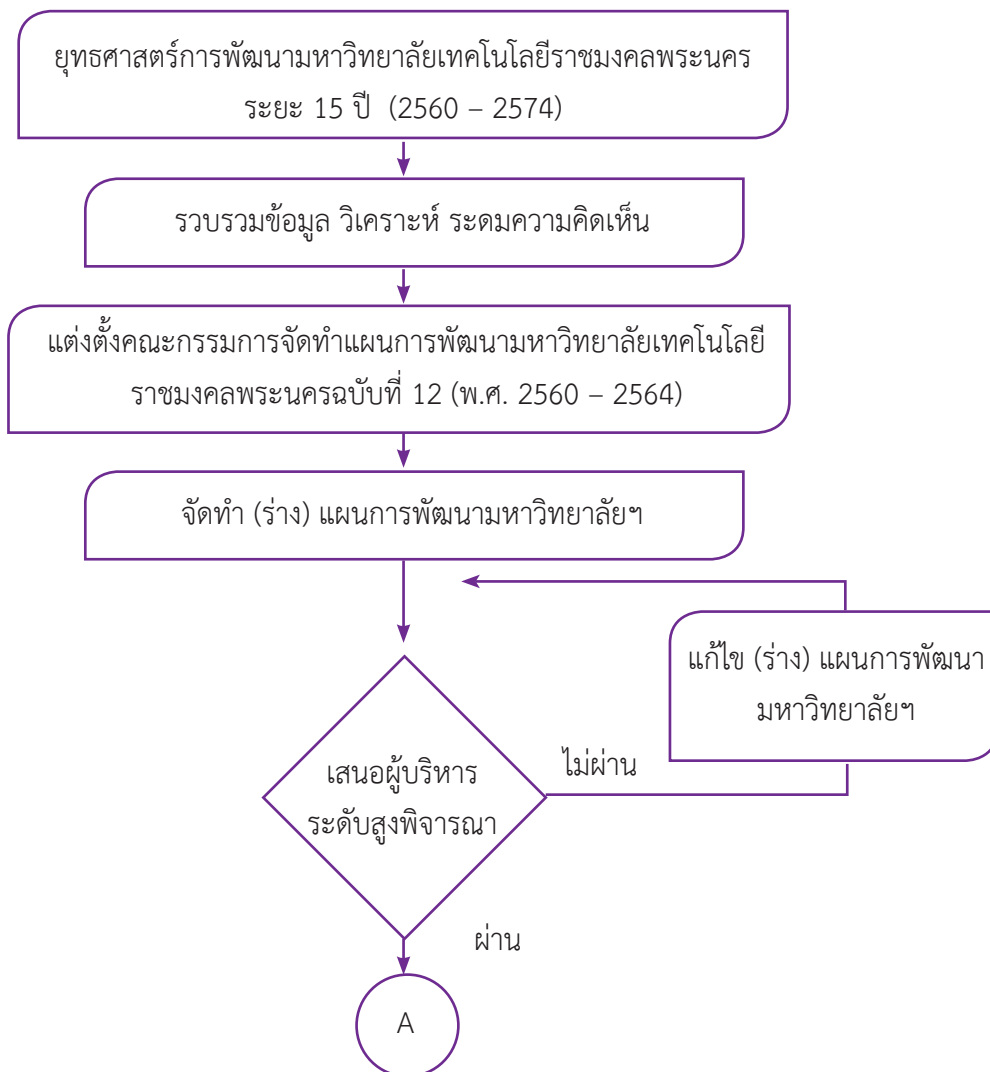 ยุทธศาสตร์การพัฒนามหาวิทยาลัยเทคโนโลยีราชมงคลพระนคร
ระยะ 15 ปี (2560 – 2574)
รวบรวมข้อมูล วิเคราะห์ ระดมความคิดเห็น
แต่งตั้งคณะกรรมการจัดทำแผนการพัฒนามหาวิทยาลัยเทคโนโลยี
ราชมงคลพระนครฉบับที่ 12 (พ.ศ. 2560 – 2564)
จัดทำ (ร่าง) แผนการพัฒนามหาวิทยาลัยฯ
แก้ไข (ร่าง) แผนการพัฒนา
มหาวิทยาลัยฯ
ไม่ผ่าน
เสนอผู้บริหาร
ระดับสูงพิจารณา
ผ่าน
A